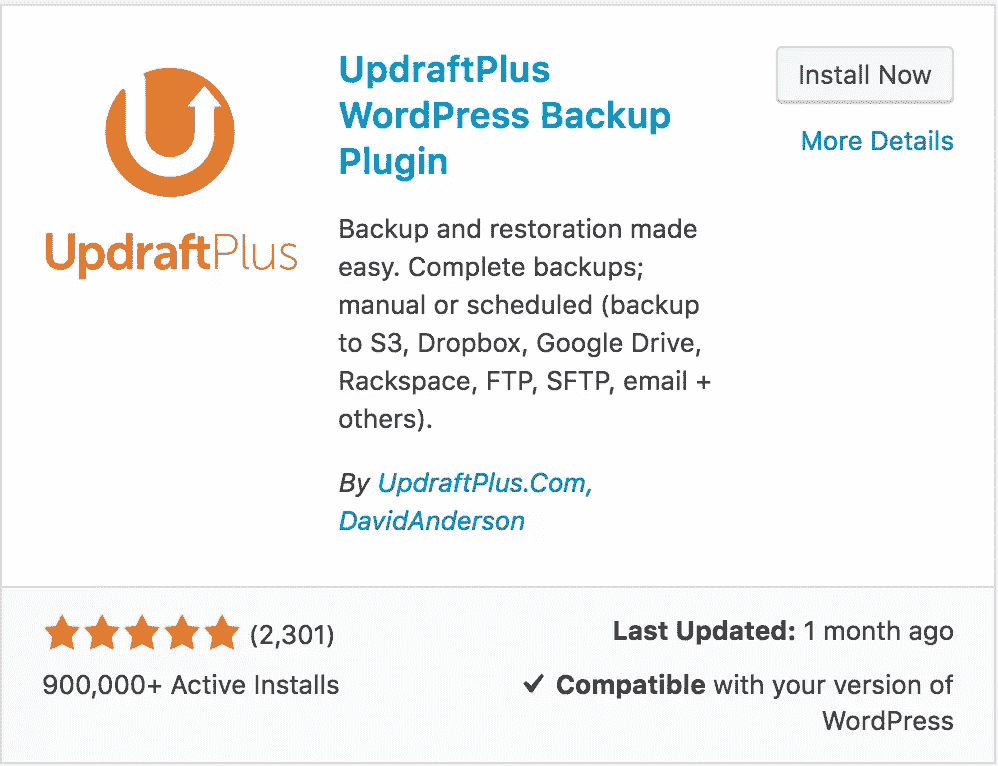 UpdraftPlus
UpdraftPlus
WordPress Backup
Plugin
Backup and restoration made
easy. Complete backups;
manual or scheduled (backup
to S3, Dropbox, Google Drive,
Rackspace, FTP, SFTP, email +
others).
By UpdraftPlus.Com,
DavidAnderson
Install Now
More Details
(2,301)
900,000+ Active Installs
Last Updated: 1 month ago
✓ Compatible with your version of
WordPress